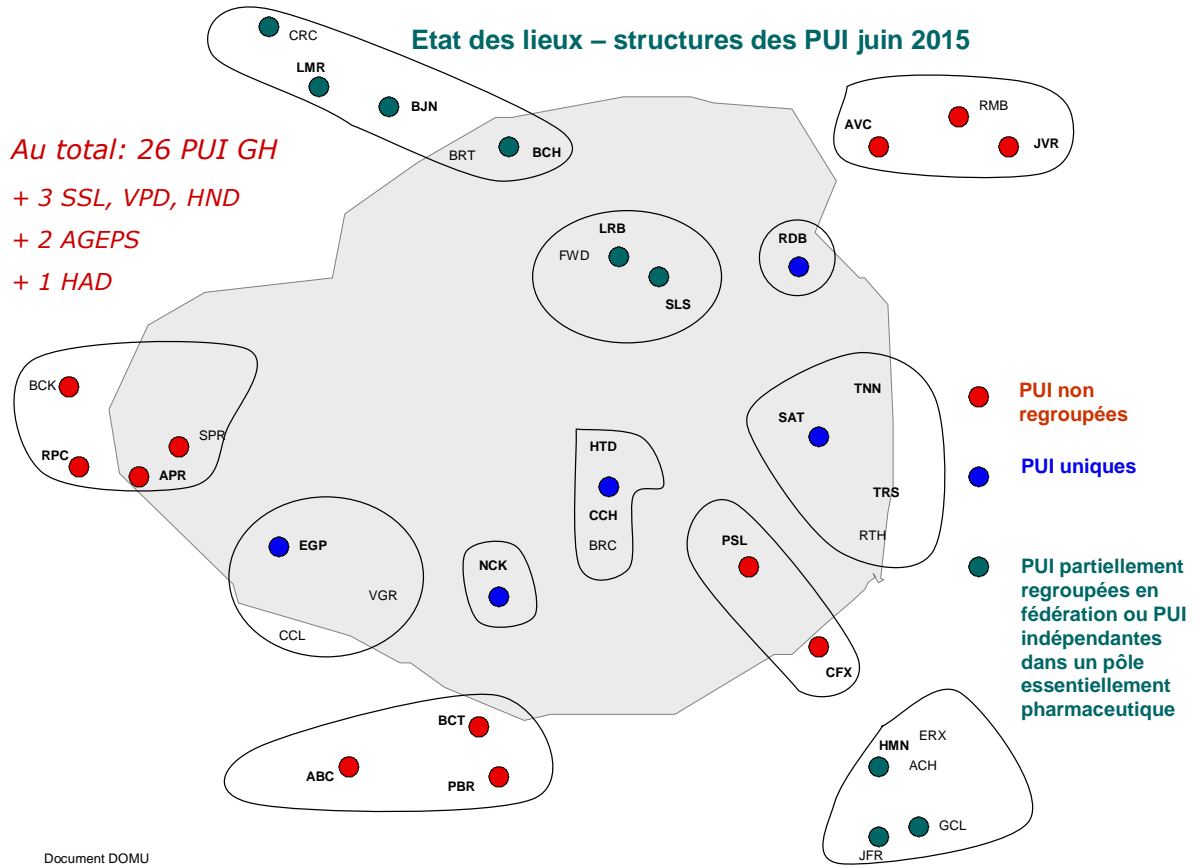 Etat des lieux – structures des PUI juin 2015
CRC
LMR
BJN
BRT
BCH
Au total: 26 PUI GH
+ 3 SSL, VPD, HND
+ 2 AGEPS
+ 1 HAD
RMB
AVC
JVR
LRB
FWD
SLS
RDB
BCK
SPR
RPC
APR
TNN
SAT
TRS
RTH
HTD
CCH
BRC
EGP
VGR
CCL
NCK
PSL
CFX
PUI non
regroupées
PUI uniques
PUI partiellement
regroupées en
fédération ou PUI
indépendantes
dans un pôle
essentiellement
pharmaceutique
BCT
ABC
PBR
ERX
HMN
ACH
GCL
JFR
Document DOMU